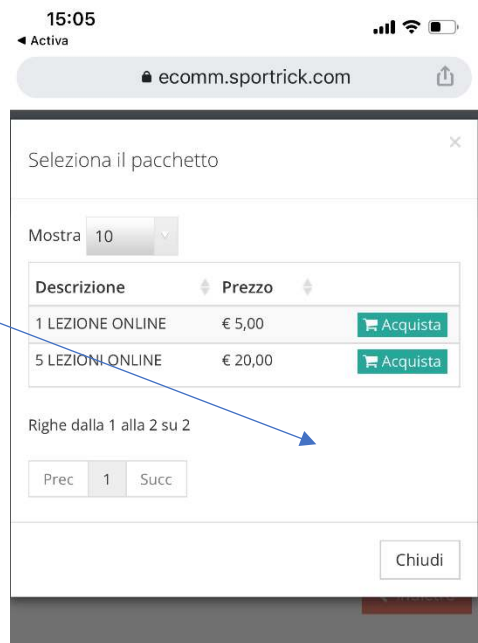 15:05
◀ Activa
ecomm.sportrick.com
×
Seleziona il pacchetto
Mostra 10
Descrizione Prezzo
1 LEZIONE ONLINE € 5,00 Acquista
5 LEZIONI ONLINE € 20,00 Acquista
Righe dalla 1 alla 2 su 2
Prec 1 Succ
Chiudi